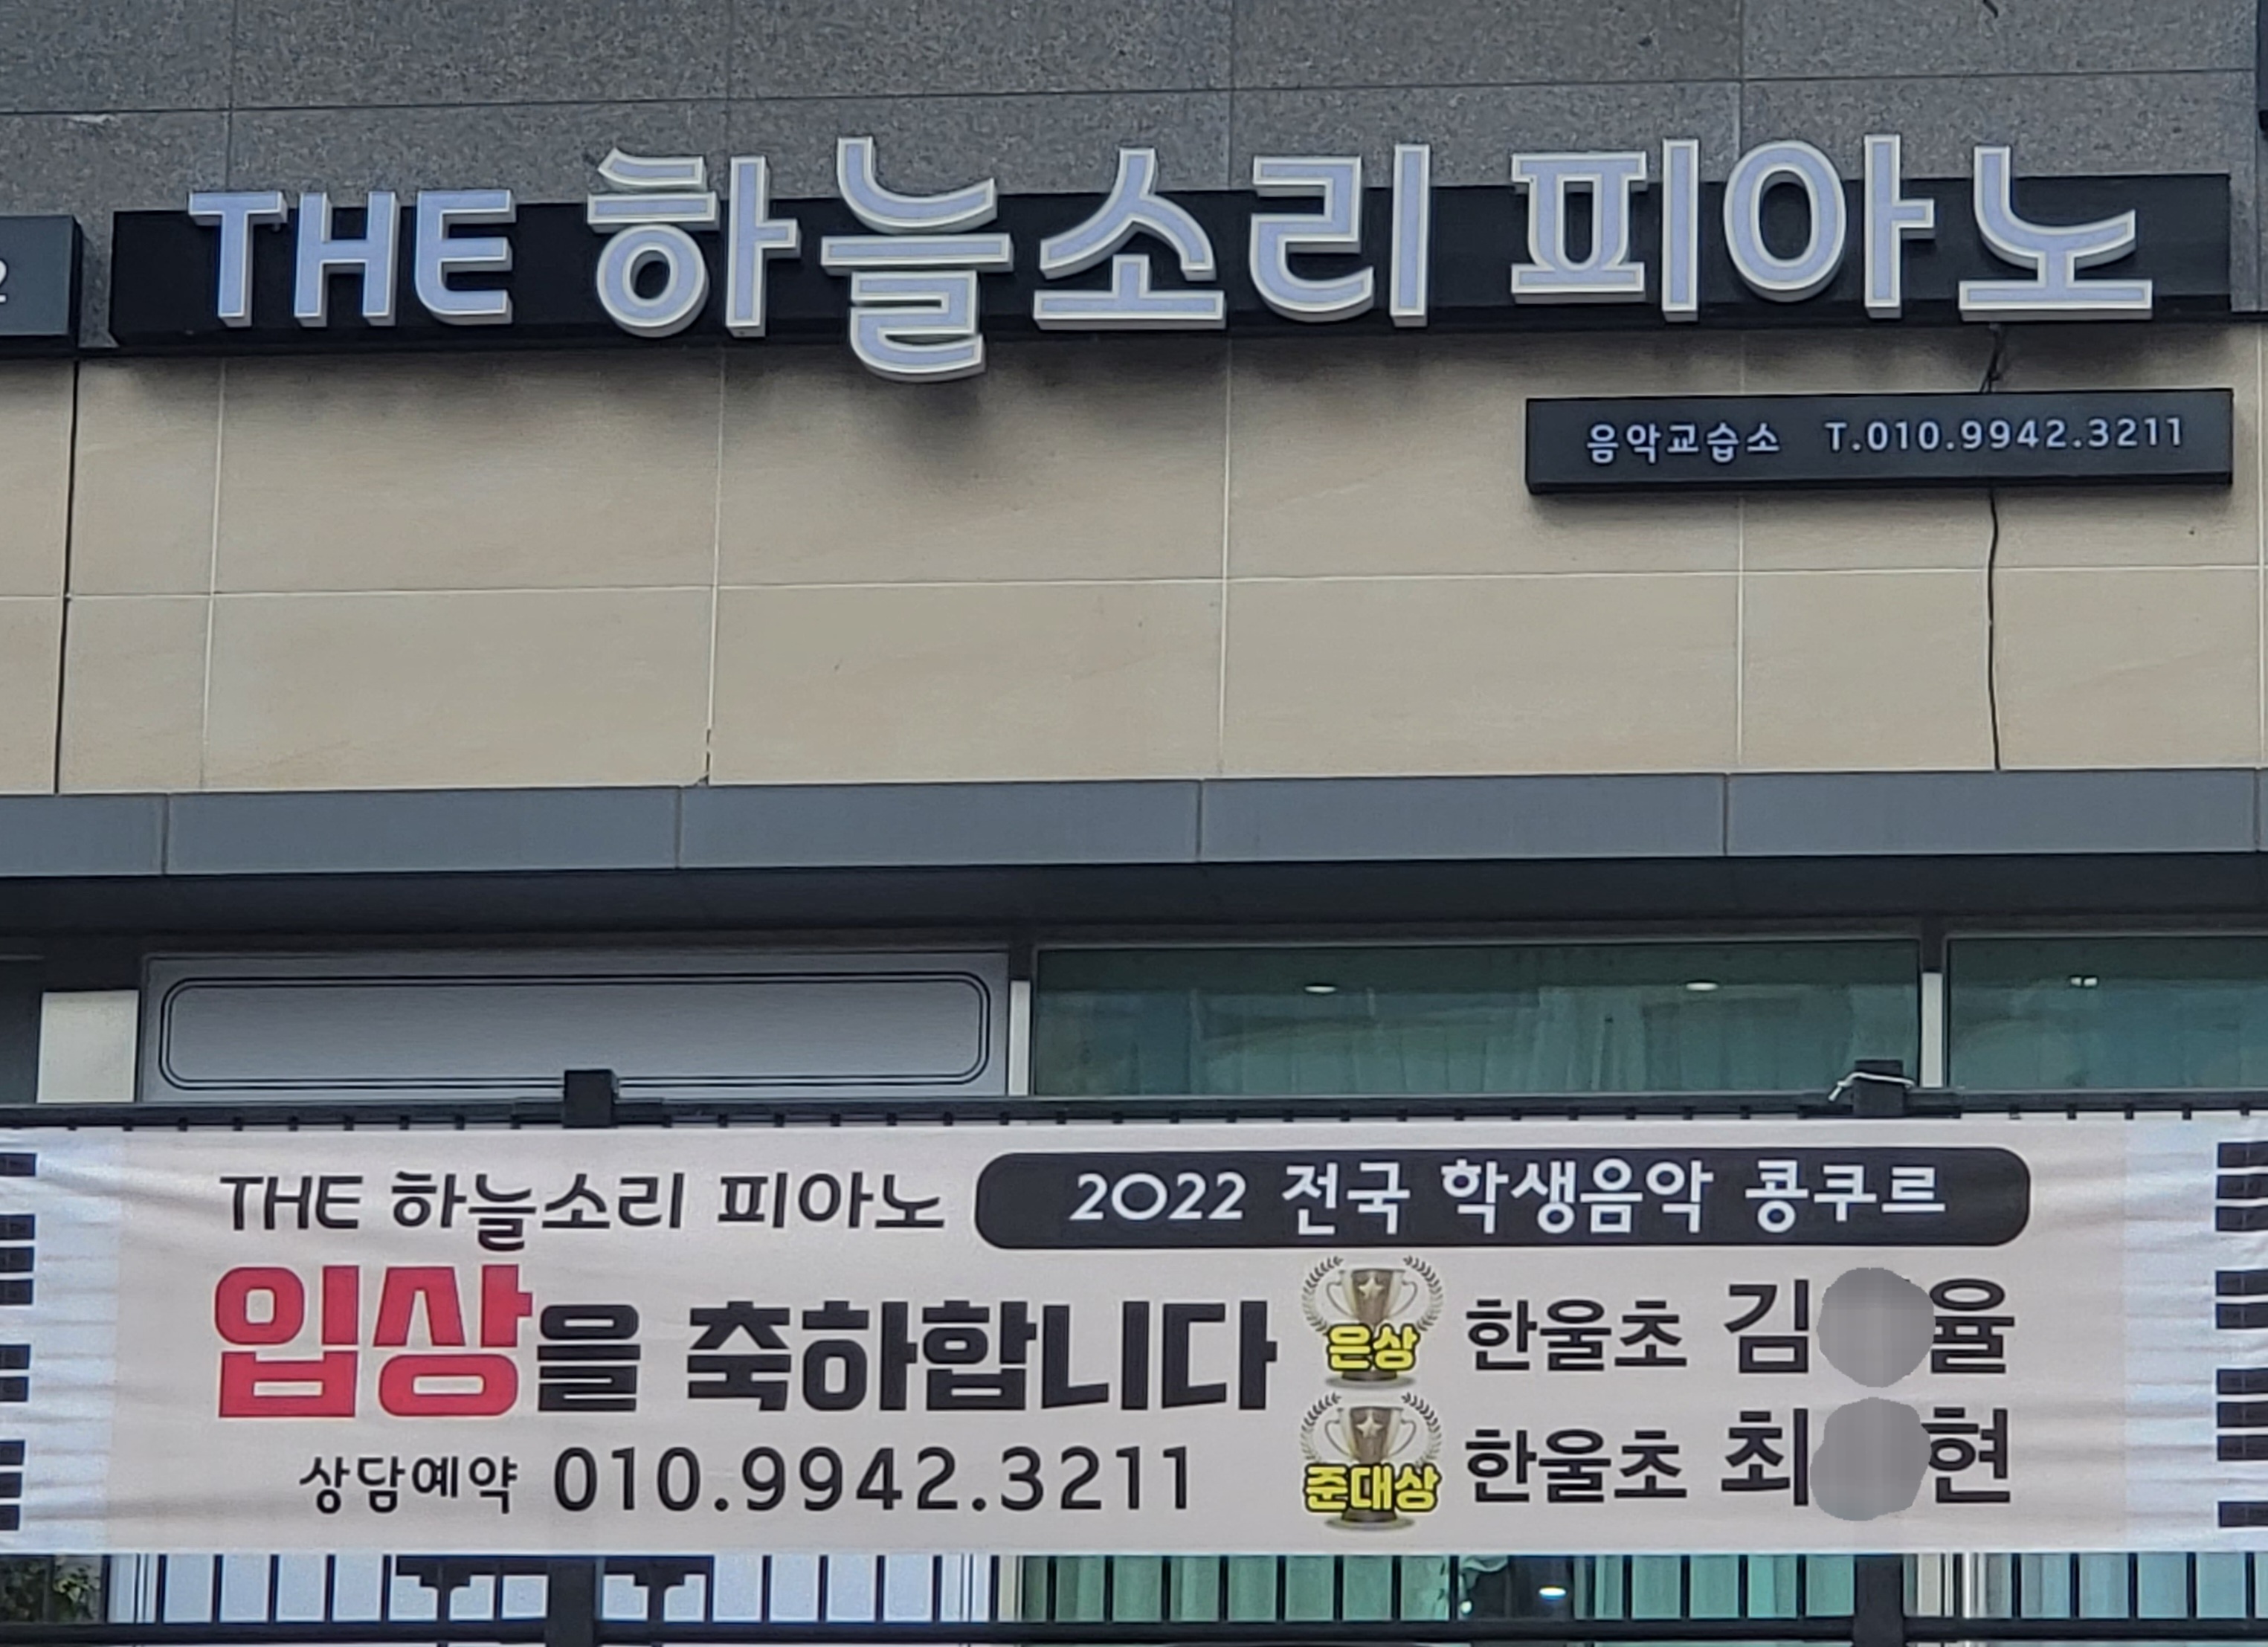 THE 하늘소리 피아노
음악교습소 T.010.9942.3211
THE 하늘소리 피아노 2022 전국 학생음악 콩쿠르
입상을 축하합니다
은상 한울초 김 율
준대상 한울초 최 현
상담예약 010.9942.3211